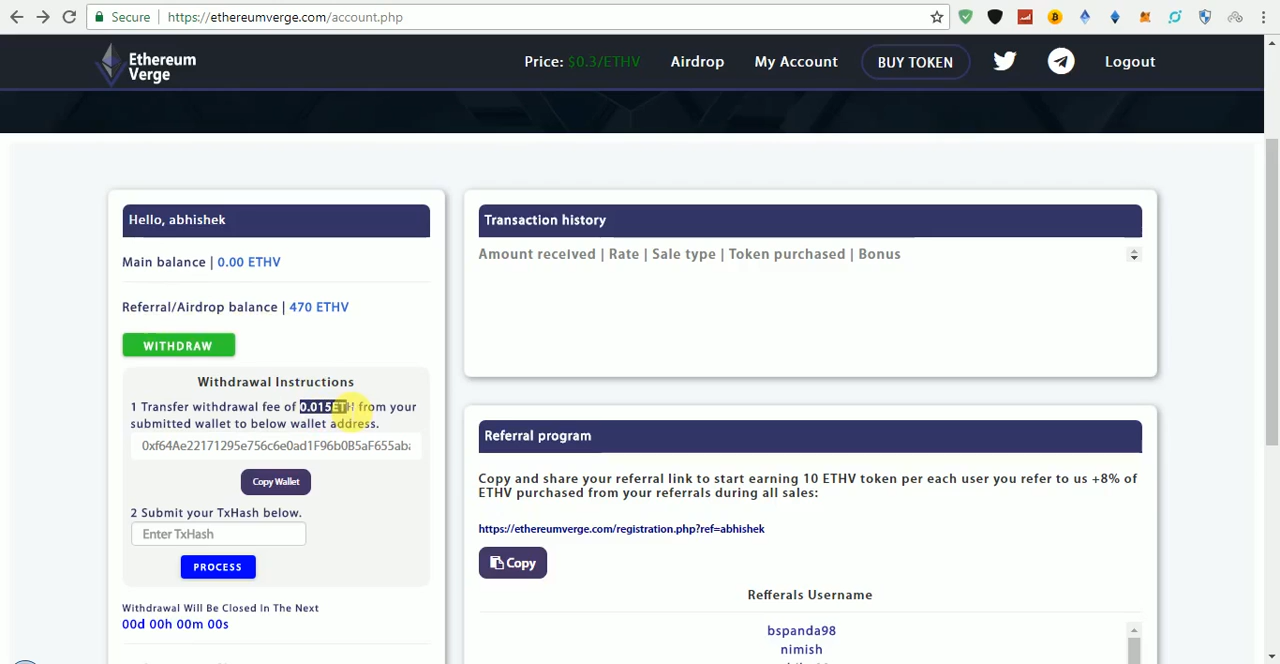 Secure
https://ethereumverge.com/account.php
Ethereum
Verge
Price: $0.3/ETHV
Airdrop
My Account
BUY TOKEN
Logout
Hello, abhishek
Main balance | 0.00 ETHV
Referral/Airdrop balance | 470 ETHV
WITHDRAW
Withdrawal Instructions
1 Transfer withdrawal fee of 0.015ETH from your
submitted wallet to below wallet address.
0xf64Ae22171295e756c6e0ad1F96b0B5aF655ab
Copy Wallet
2 Submit your TxHash below.
Enter TxHash
PROCESS
Withdrawal Will Be Closed In The Next
00d 00h 00m 00s
Transaction history
Amount received | Rate | Sale type | Token purchased | Bonus
Referral program
Copy and share your referral link to start earning 10 ETHV token per each user you refer to us +8% of
ETHV purchased from your referrals during all sales:
https://ethereumverge.com/registration.php?ref=abhishek
Copy
Refferals Username
bspanda98
nimish